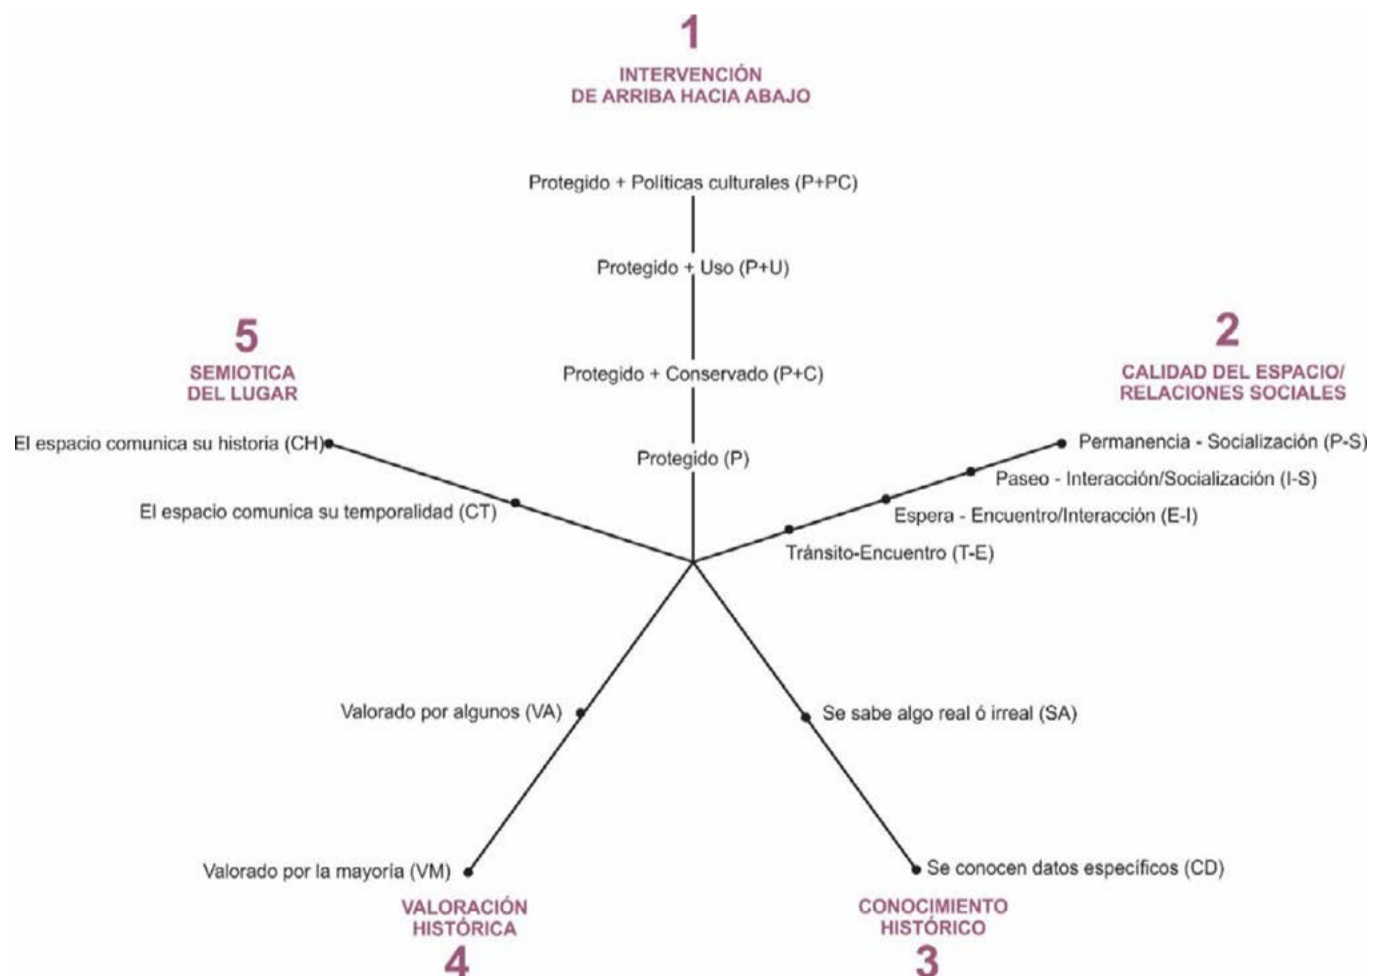 1
INTERVENCIÓN
DE ARRIBA HACIA ABAJO
Protegido + Políticas culturales (P+PC)
Protegido + Uso (P+U)
Protegido + Conservado (P+C)
Protegido (P)
2
CALIDAD DEL ESPACIO/
RELACIONES SOCIALES
Permanencia - Socialización (P-S)
Paseo - Interacción/Socialización (I-S)
Espera - Encuentro/Interacción (E-I)
Tránsito-Encuentro (T-E)
Se sabe algo real ó irreal (SA)
Se conocen datos específicos (CD)
CONOCIMIENTO
HISTÓRICO
3
Valorado por algunos (VA)
Valorado por la mayoría (VM)
VALORACIÓN
HISTÓRICA
4
5
SEMIOTICA
DEL LUGAR
El espacio comunica su historia (CH)
El espacio comunica su temporalidad (CT)